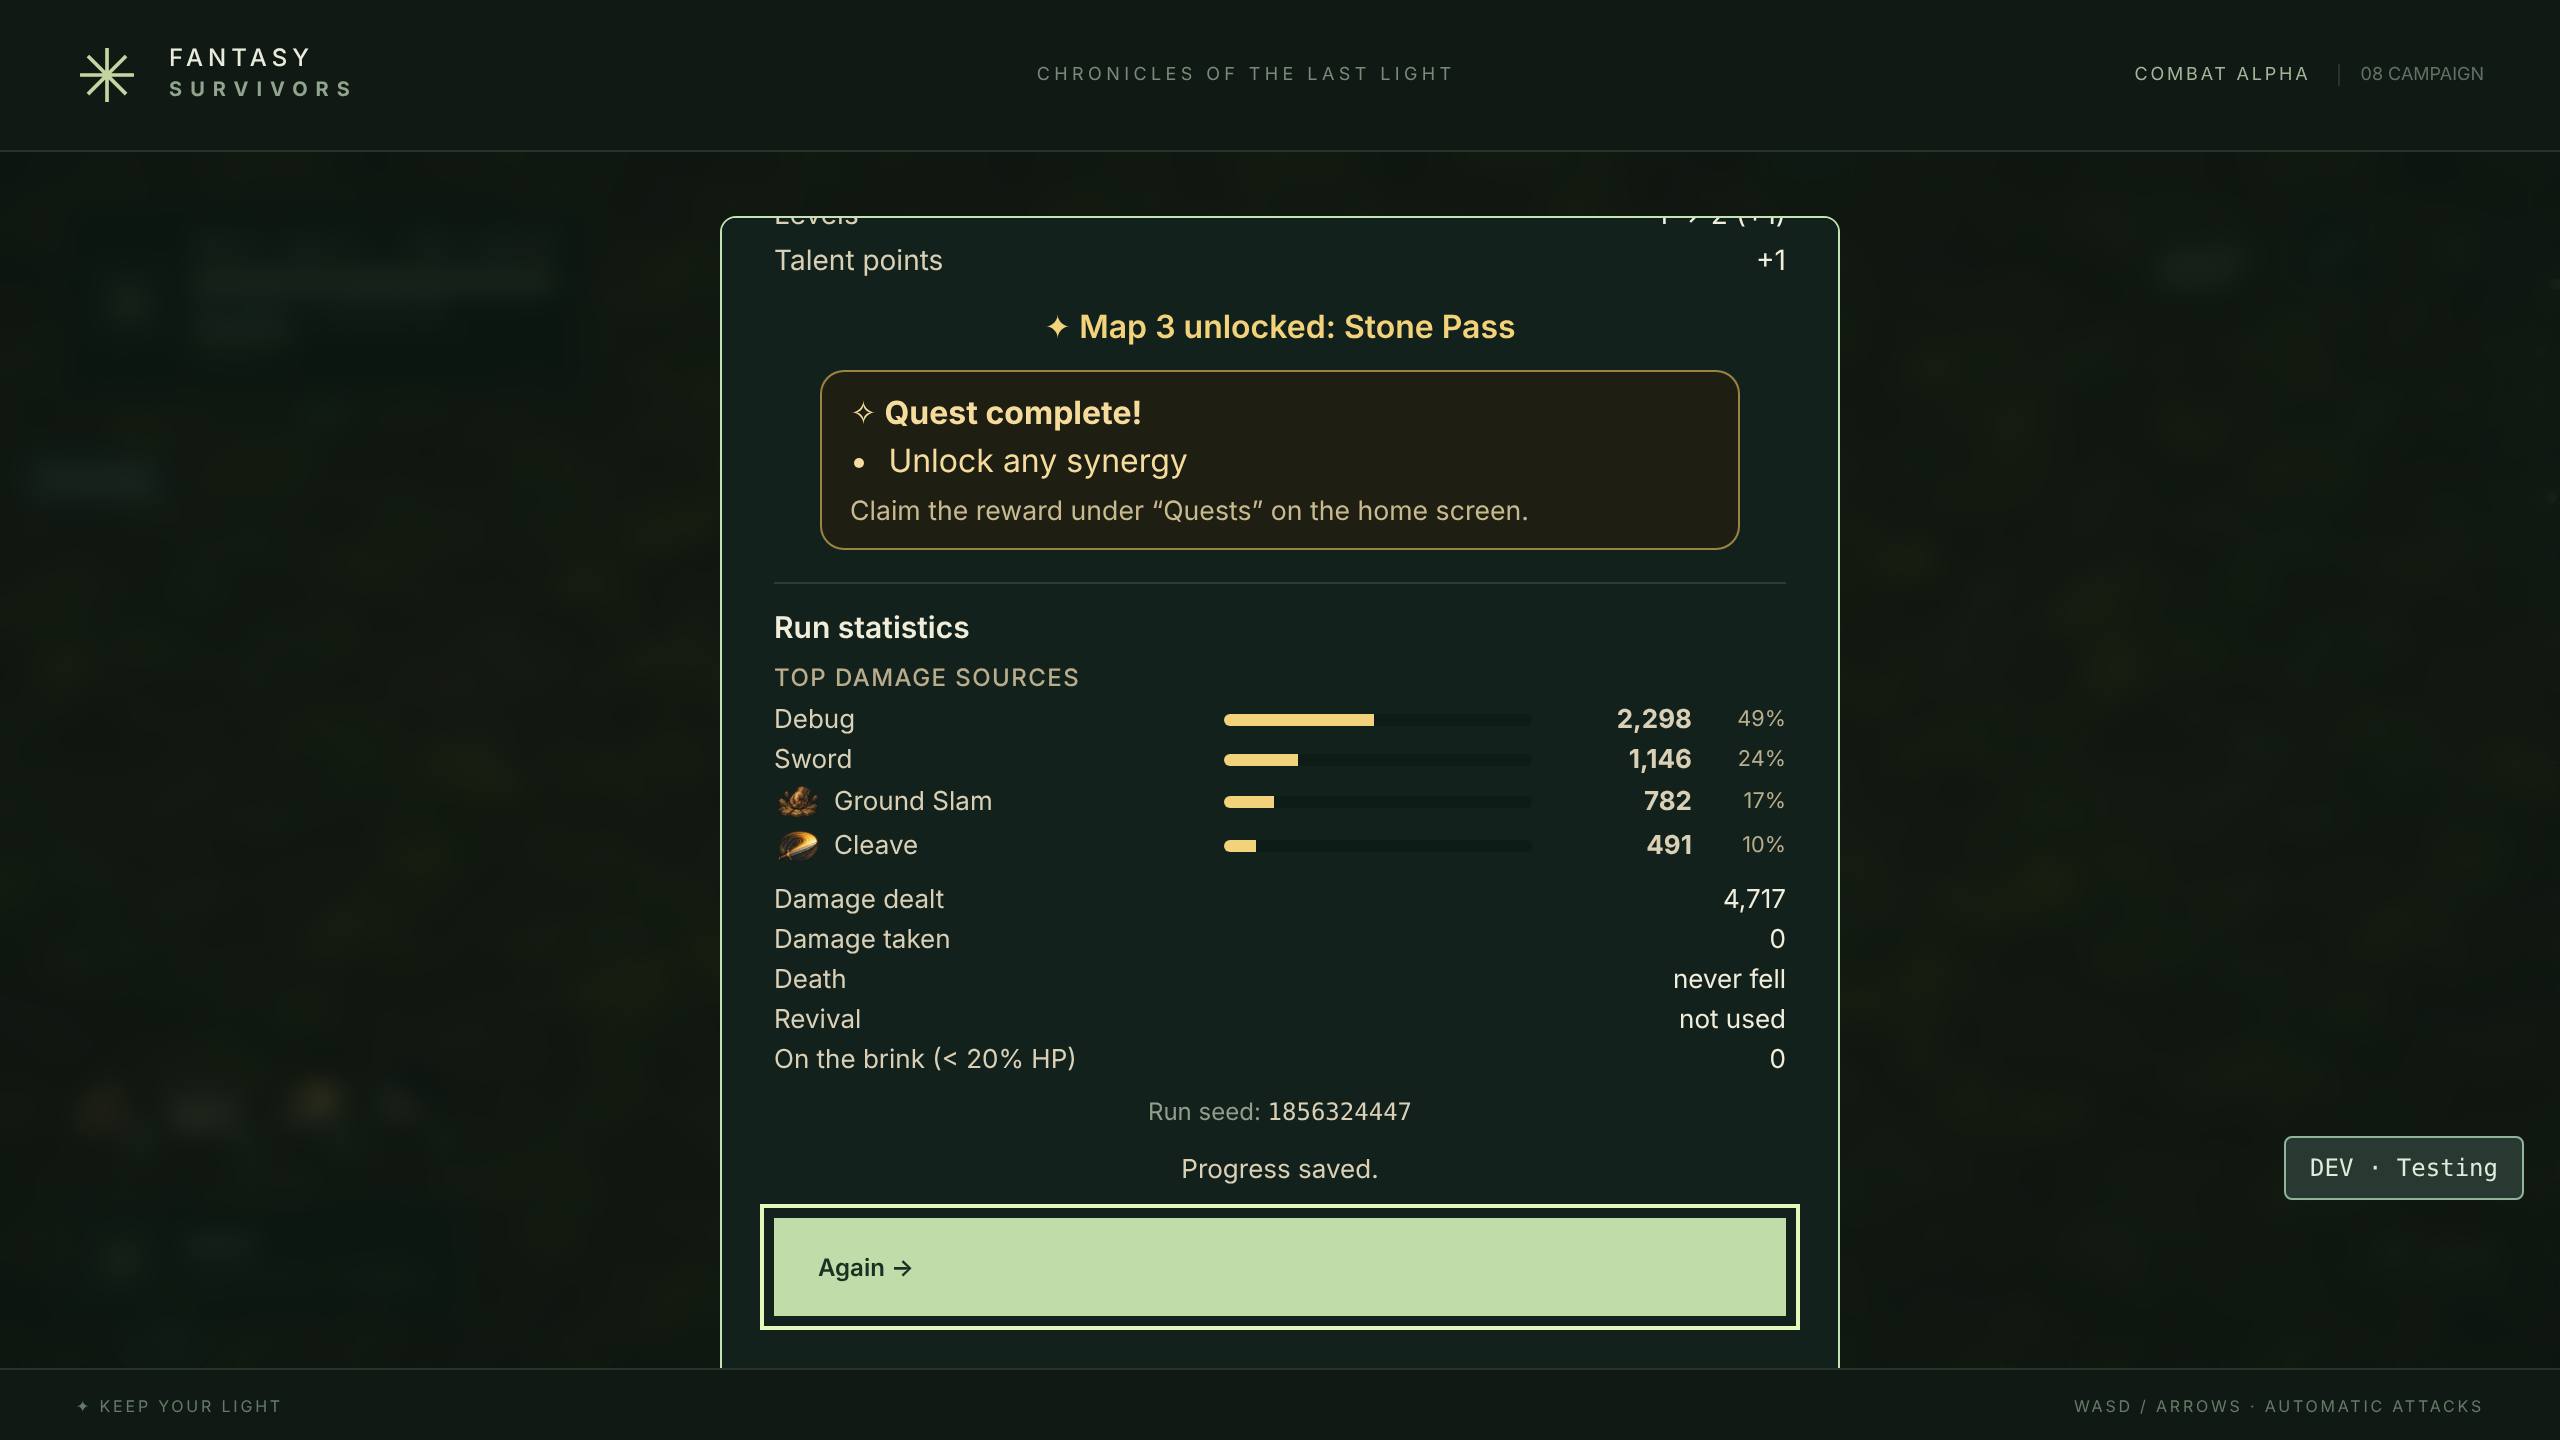 FANTASY
SURVIVORS
CHRONICLES OF THE LAST LIGHT
COMBAT ALPHA 08 CAMPAIGN
Levels 1 → 2 (+1)
Talent points +1
✦ Map 3 unlocked: Stone Pass
✧ Quest complete!
• Unlock any synergy
Claim the reward under “Quests” on the home screen.
Run statistics
TOP DAMAGE SOURCES
Debug 2,298 49%
Sword 1,146 24%
Ground Slam 782 17%
Cleave 491 10%
Damage dealt 4,717
Damage taken 0
Death never fell
Revival not used
On the brink (< 20% HP) 0
Run seed: 1856324447
Progress saved.
DEV · Testing
Again →
✦ KEEP YOUR LIGHT
WASD / ARROWS · AUTOMATIC ATTACKS